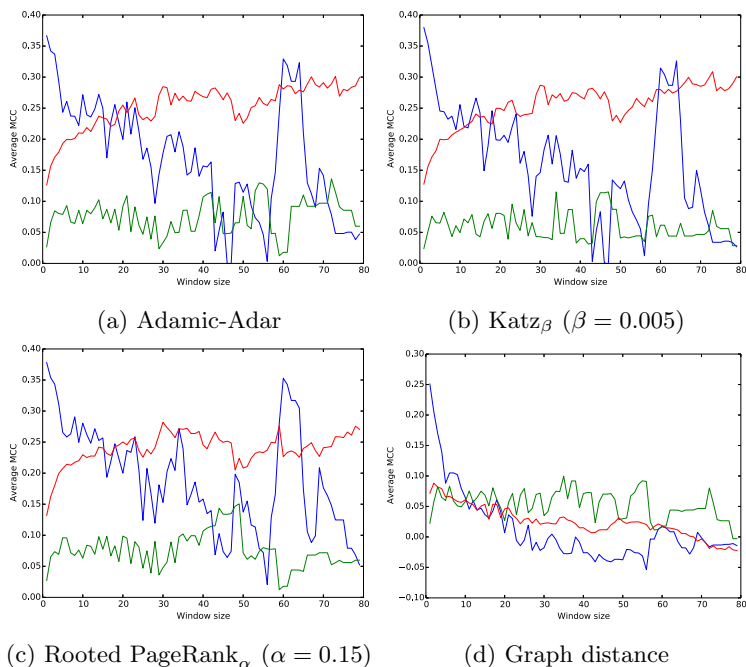 0.40
0.35
0.30
0.25
0.20
0.15
0.10
0.05
0.00
Average MCC
0 10 20 30 40 50 60 70 80
Window size
(a) Adamic-Adar
0.40
0.35
0.30
0.25
0.20
0.15
0.10
0.05
0.00
Average MCC
0 10 20 30 40 50 60 70 80
Window size
(b) Katzβ (β = 0.005)
0.40
0.35
0.30
0.25
0.20
0.15
0.10
0.05
0.00
Average MCC
0 10 20 30 40 50 60 70 80
Window size
(c) Rooted PageRankα (α = 0.15)
0.30
0.25
0.20
0.15
0.10
0.05
0.00
−0.05
−0.10
Average MCC
0 10 20 30 40 50 60 70 80
Window size
(d) Graph distance